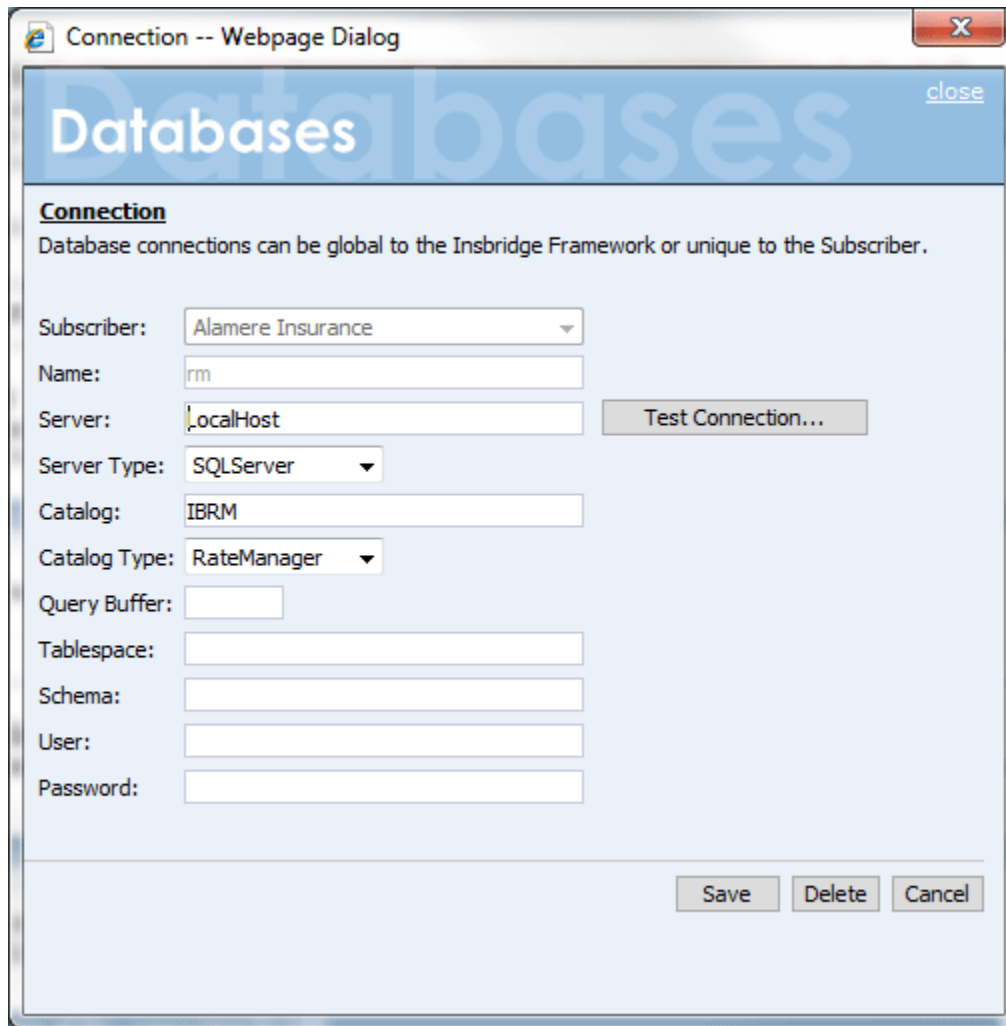 Connection -- Webpage Dialog
x
Databases
close
Databases
Connection
Database connections can be global to the Insbridge Framework or unique to the Subscriber.
Subscriber: Alamere Insurance
Name: rm
Server: LocalHost Test Connection...
Server Type: SQLServer
Catalog: IBRM
Catalog Type: RateManager
Query Buffer:
Tablespace:
Schema:
User:
Password:
Save Delete Cancel